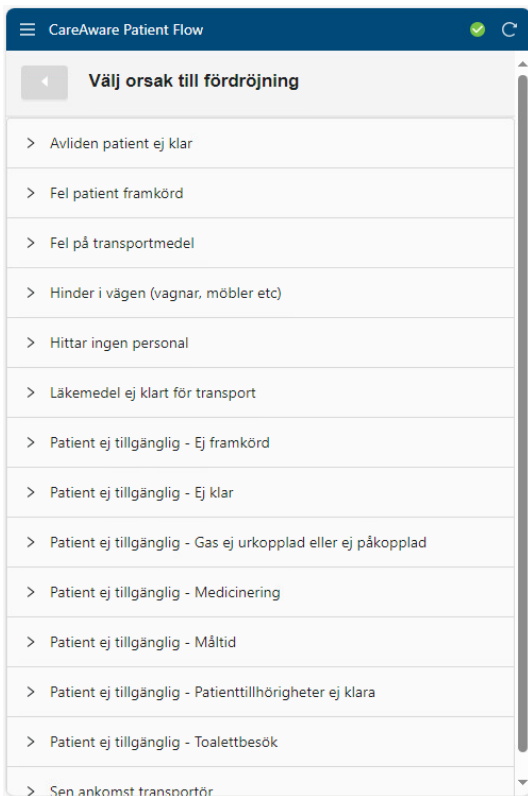 CareAware Patient Flow
Välj orsak till fördröjning
Avliden patient ej klar
Fel patient framkörd
Fel på transportmedel
Hinder i vägen (vagnar, möbler etc)
Hittar ingen personal
Läkemedel ej klart för transport
Patient ej tillgänglig - Ej framkörd
Patient ej tillgänglig - Ej klar
Patient ej tillgänglig - Gas ej urkopplad eller ej påkopplad
Patient ej tillgänglig - Medicinering
Patient ej tillgänglig - Måltid
Patient ej tillgänglig - Patienttillhörigheter ej klara
Patient ej tillgänglig - Toalettbesök
Sen ankomst transportör